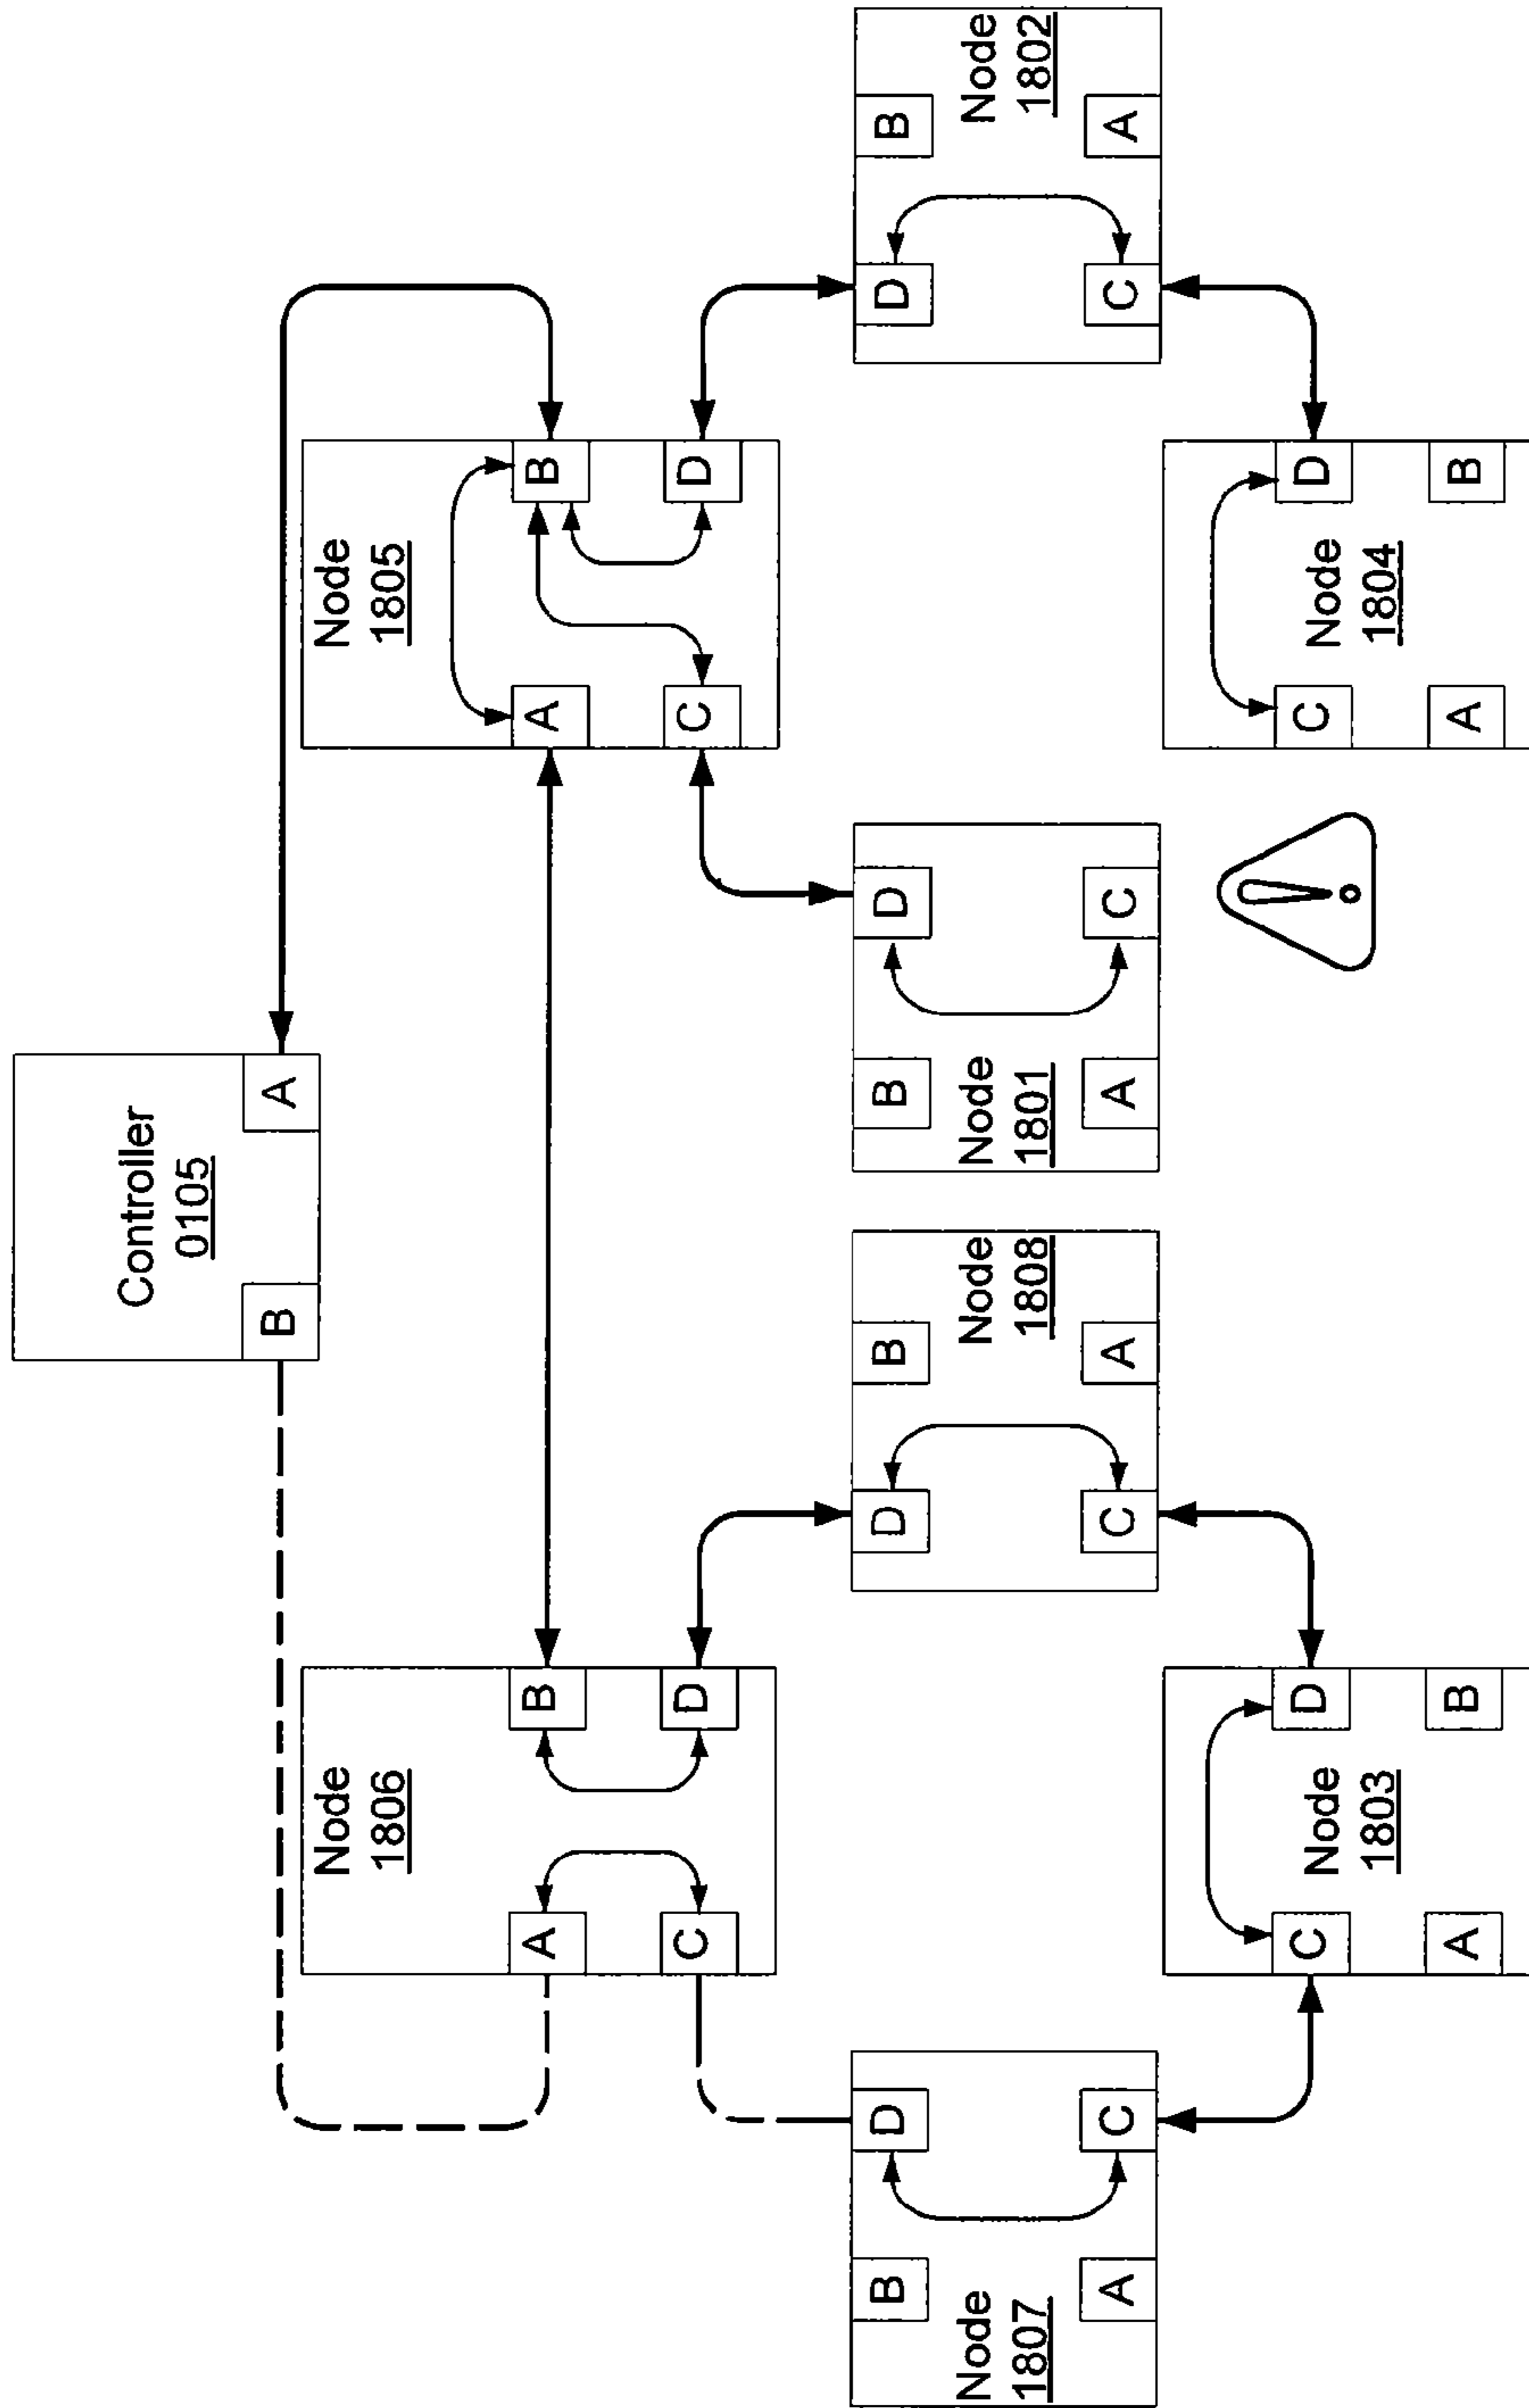 Controller
0105
B A
Node
1806
A B
C D
Node
1805
A B
C D
B D
Node
1807
A C
D B
Node
1808
C A
B D
Node
1801
A C
D B
Node
1802
C A
C D
Node
1803
A B
!
C D
Node
1804
A B